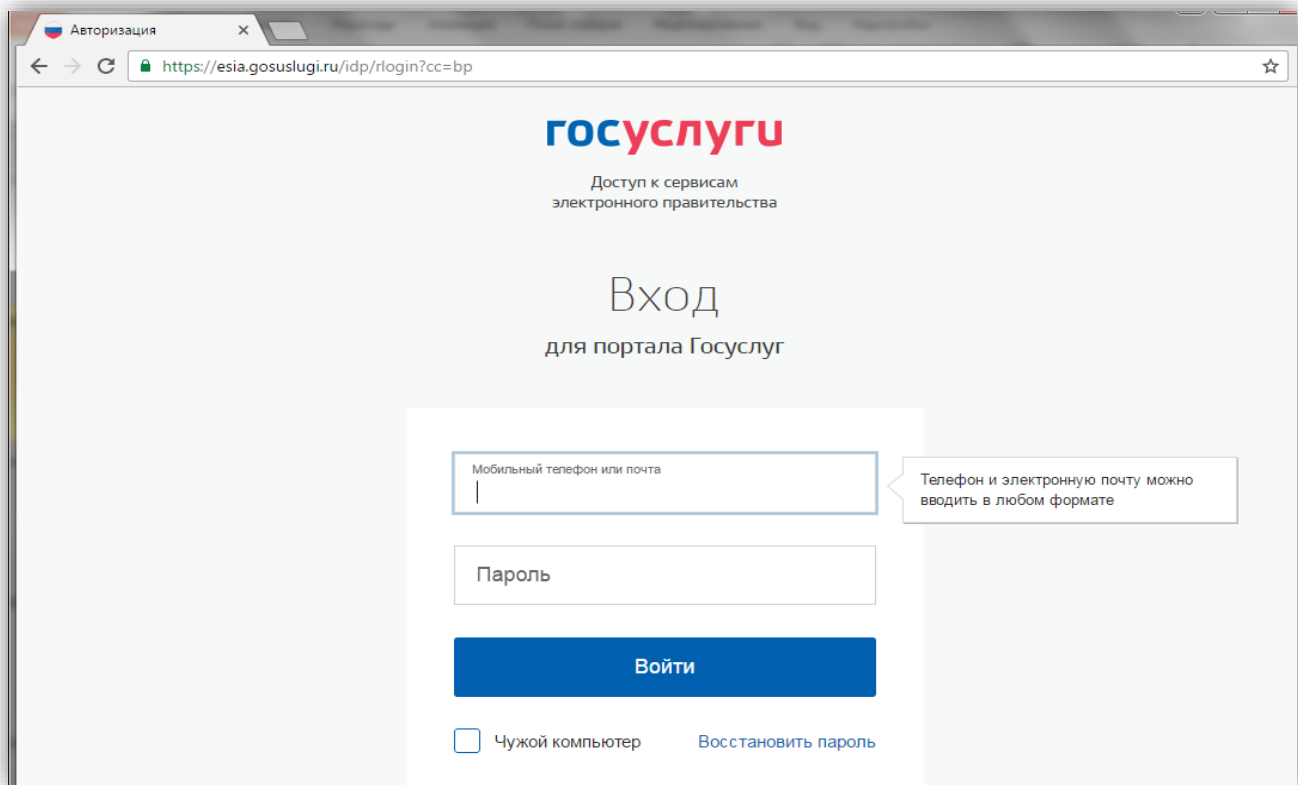 Авторизация
https://esia.gosuslugi.ru/idp/rlogin?cc=bp
госуслуги
Доступ к сервисам
электронного правительства
Вход
для портала Госуслуг
Мобильный телефон или почта
Телефон и электронную почту можно
вводить в любом формате
Пароль
Войти
Чужой компьютер
Восстановить пароль